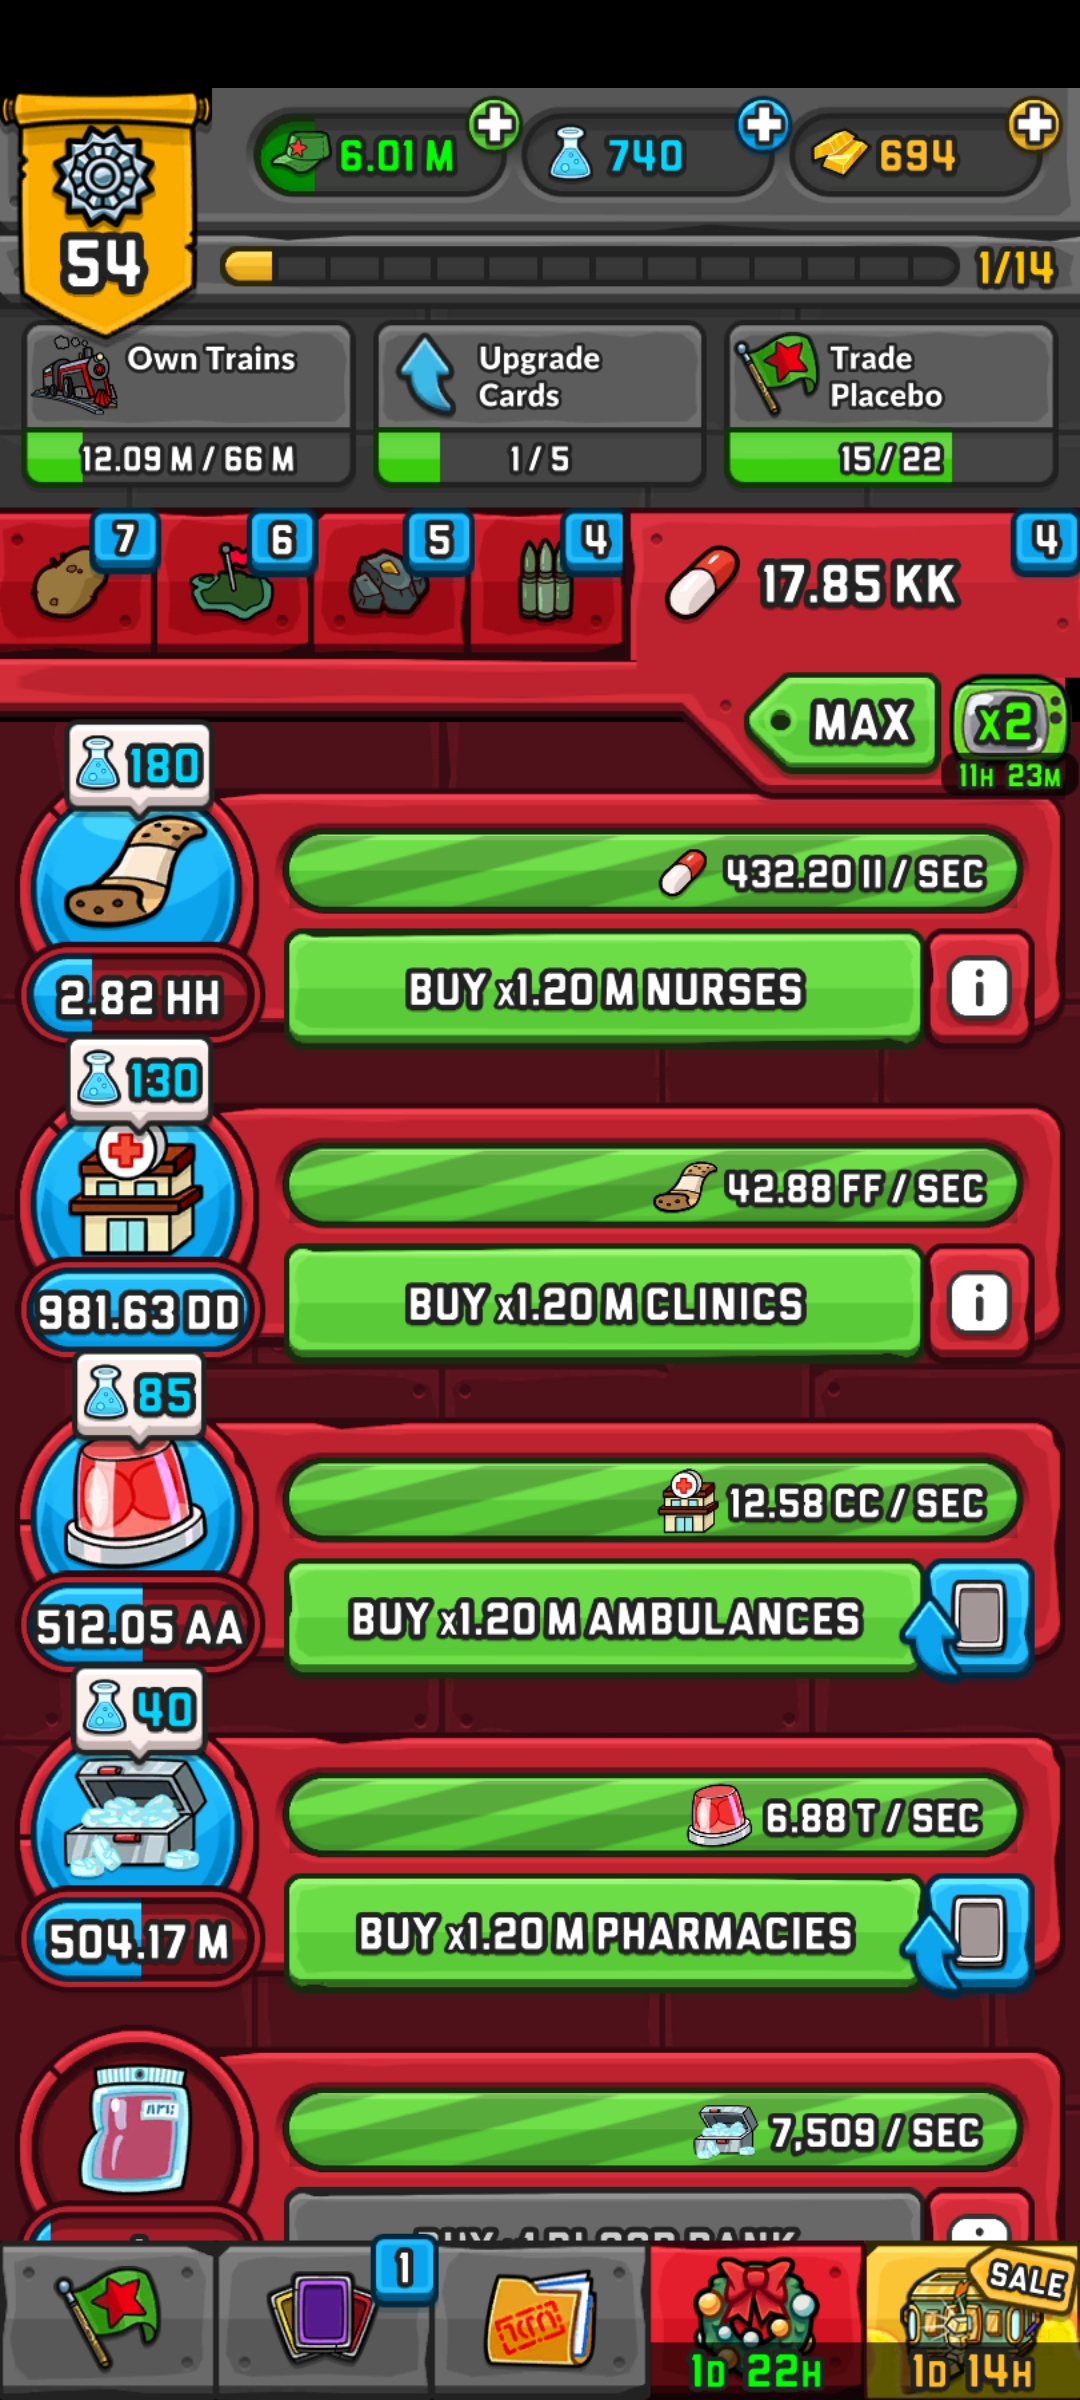 54
6.01 M
740
694
1/14
Own Trains
12.09 M / 66 M
Upgrade
Cards
1 / 5
Trade
Placebo
15 / 22
7
6
5
4
17.85 KK
4
MAX
x2
11H 23M
180
432.20 II / SEC
2.82 HH
BUY x1.20 M NURSES
i
130
42.88 FF / SEC
981.63 DD
BUY x1.20 M CLINICS
i
85
12.58 CC / SEC
512.05 AA
BUY x1.20 M AMBULANCES
40
6.88 T / SEC
504.17 M
BUY x1.20 M PHARMACIES
7,509 / SEC
BUY x1 BLOOD BANK
1
1D 22H
SALE
1D 14H